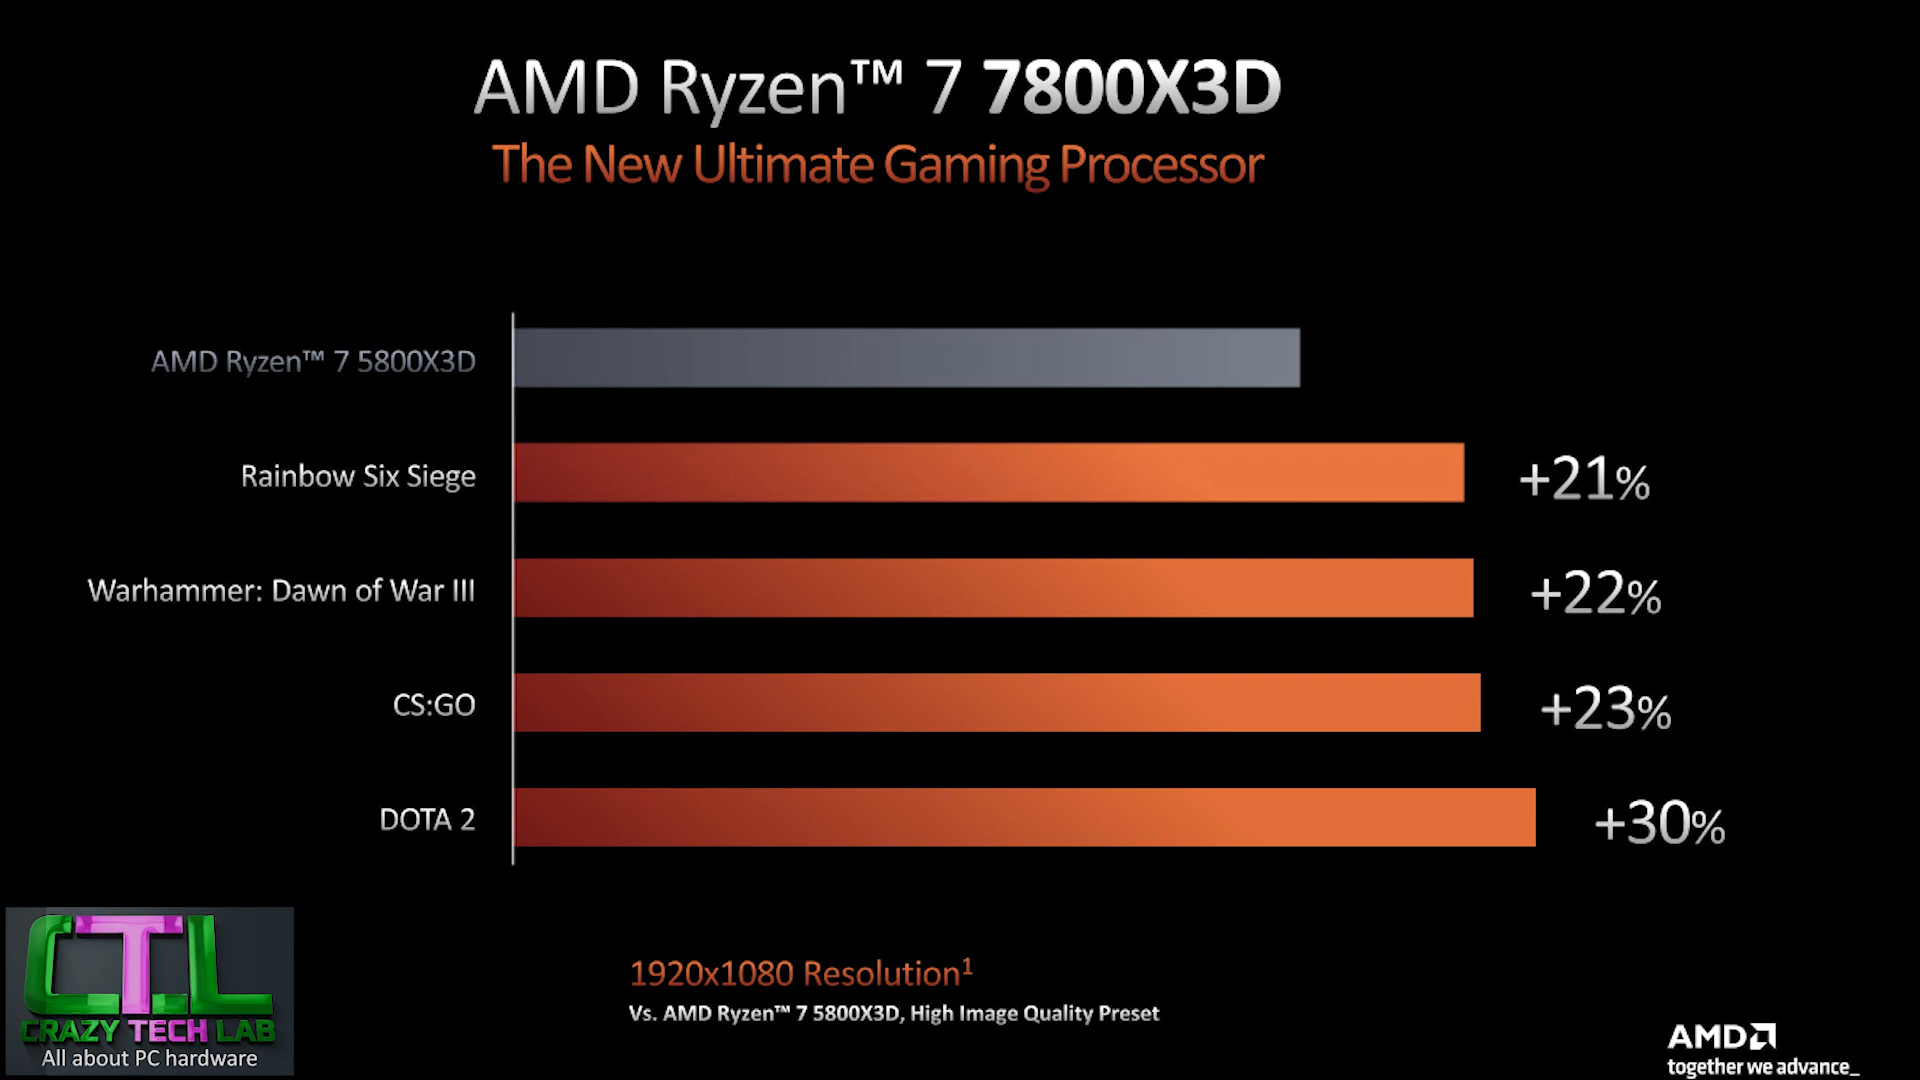 AMD Ryzen™ 7 7800X3D
The New Ultimate Gaming Processor
AMD Ryzen™ 7 5800X3D
Rainbow Six Siege
+21%
Warhammer: Dawn of War III
+22%
CS:GO
+23%
DOTA 2
+30%
1920x1080 Resolution¹
Vs. AMD Ryzen™ 7 5800X3D, High Image Quality Preset
CTL
CRAZY TECH LAB
All about PC hardware
AMD
together we advance_